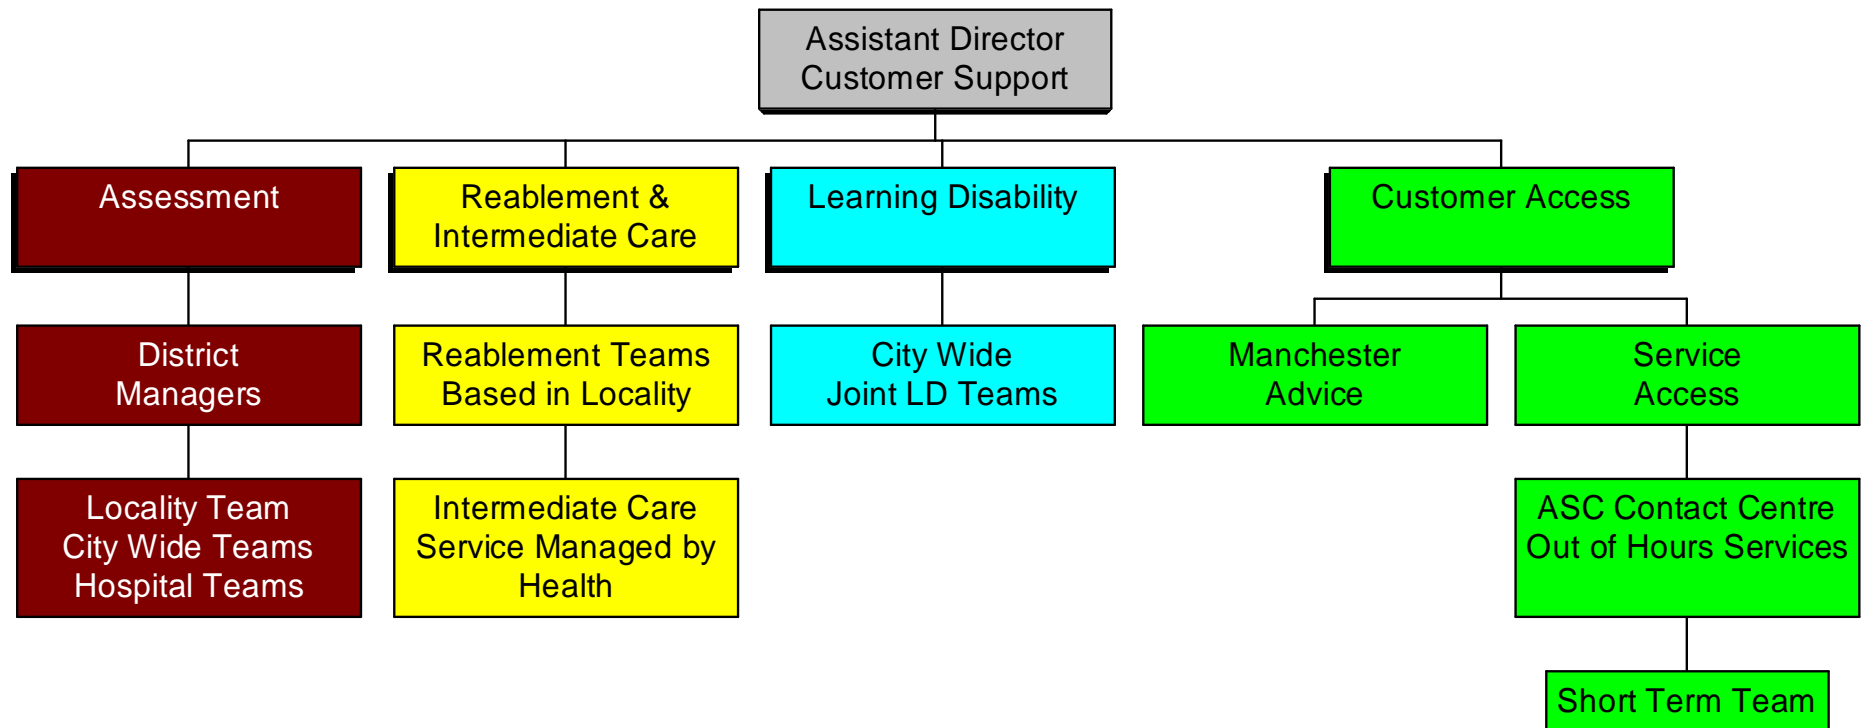 Assistant Director
Customer Support
Assessment
Reablement &
Intermediate Care
Learning Disability
Customer Access
District
Managers
Reablement Teams
Based in Locality
City Wide
Joint LD Teams
Manchester
Advice
Service
Access
Locality Team
City Wide Teams
Hospital Teams
Intermediate Care
Service Managed by
Health
ASC Contact Centre
Out of Hours Services
Short Term Team